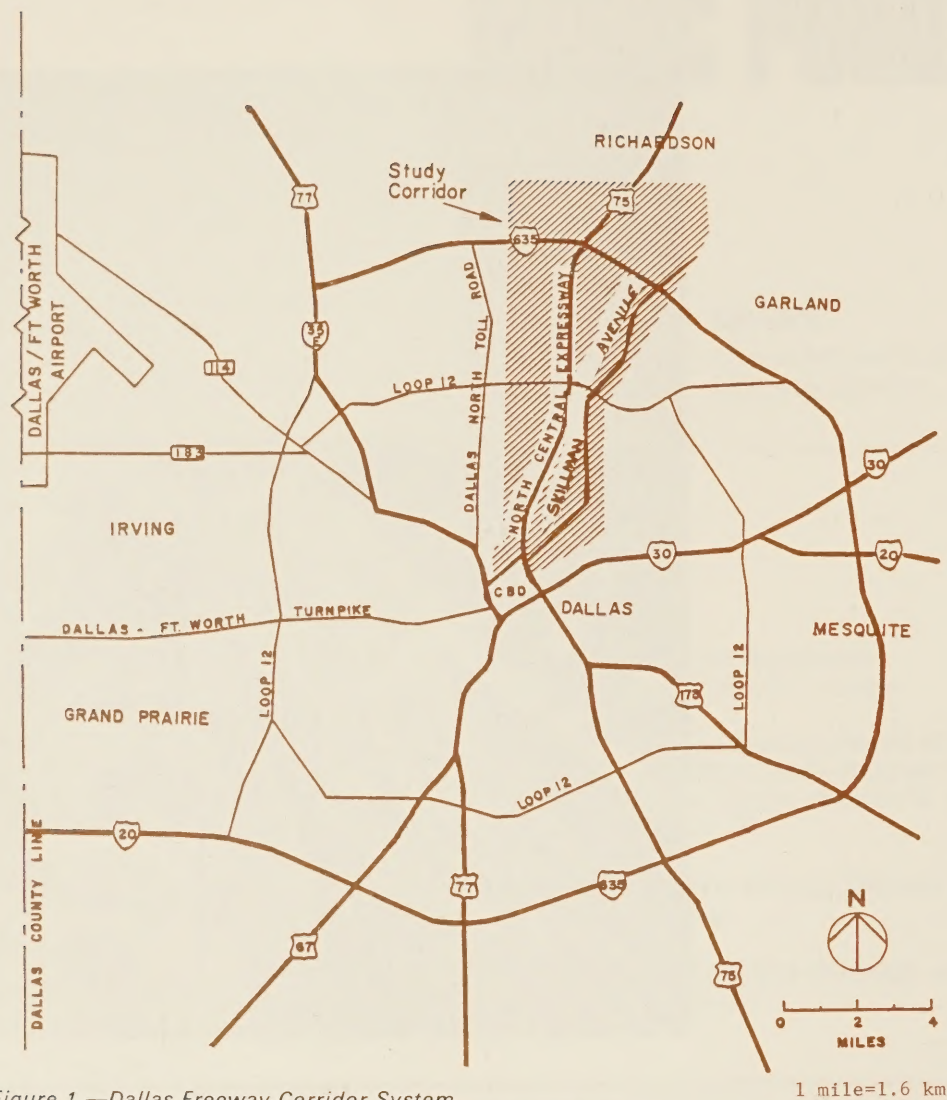 RICHARDSON
Study
Corridor
77
75
635
DALLAS / FT WORTH
AIRPORT
DALLAS NORTH TOLL ROAD
NORTH CENTRAL EXPRESSWAY
SKILLMAN AVENUE
GARLAND
35
E
114
LOOP 12
183
30
IRVING
30
20
CBD
DALLAS
DALLAS - FT. WORTH TURNPIKE
MESQUITE
LOOP 12
LOOP 12
175
GRAND PRAIRIE
LOOP 12
20
DALLAS COUNTY LINE
77
635
N
67
75
0 2 4
MILES
1 mile=1.6 km
Figure 1.—Dallas Freeway Corridor System